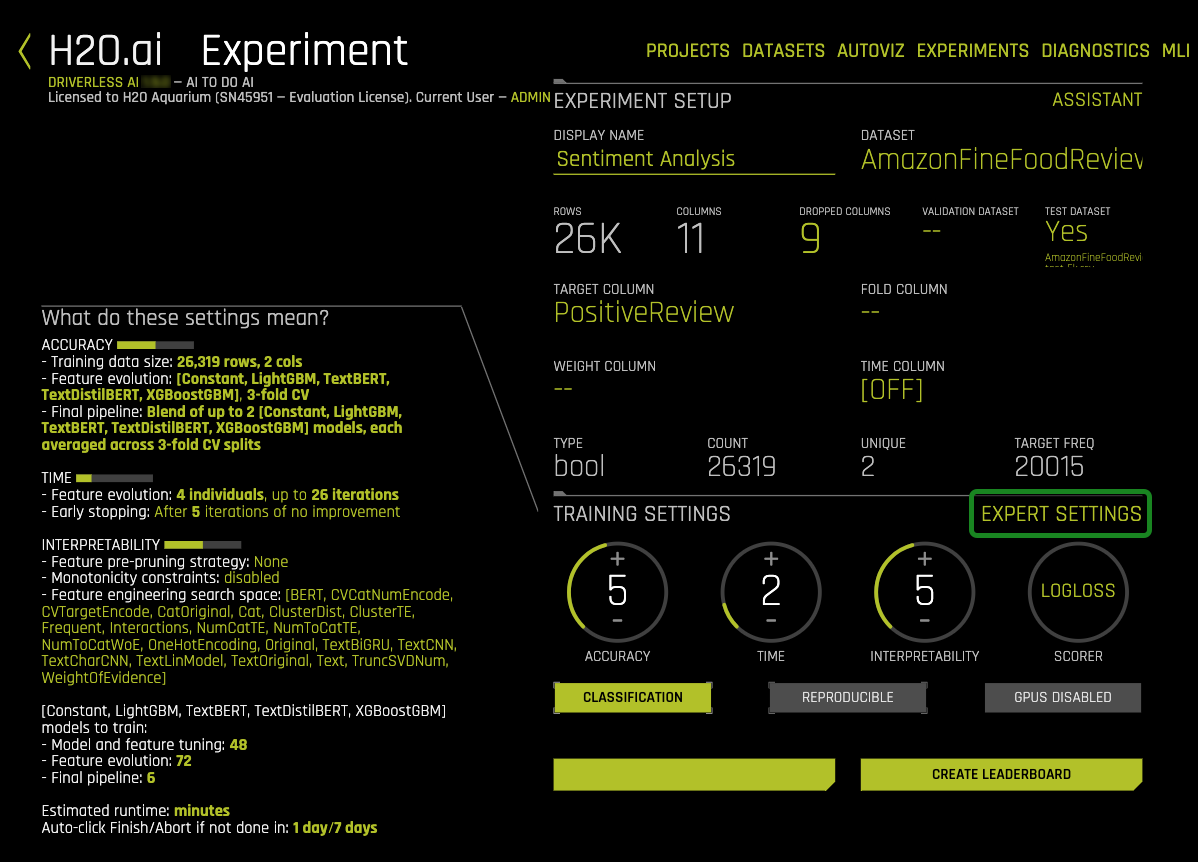 H2O.ai Experiment
PROJECTS DATASETS AUTOVIZ EXPERIMENTS DIAGNOSTICS MLI
DRIVERLESS AI — AI TO DO AI
Licensed to H2O Aquarium (SN45951 — Evaluation License). Current User — ADMIN
EXPERIMENT SETUP
ASSISTANT
DISPLAY NAME
Sentiment Analysis
DATASET
AmazonFineFoodReview
ROWS
26K
COLUMNS
11
DROPPED COLUMNS
9
VALIDATION DATASET
--
TEST DATASET
Yes
AmazonFineFoodRevi
TARGET COLUMN
PositiveReview
FOLD COLUMN
--
WEIGHT COLUMN
--
TIME COLUMN
[OFF]
TYPE
bool
COUNT
26319
UNIQUE
2
TARGET FREQ
20015
What do these settings mean?
ACCURACY
- Training data size: 26,319 rows, 2 cols
- Feature evolution: [Constant, LightGBM, TextBERT,
TextDistilBERT, XGBoostGBM], 3-fold CV
- Final pipeline: Blend of up to 2 [Constant, LightGBM,
TextBERT, TextDistilBERT, XGBoostGBM] models, each
averaged across 3-fold CV splits
TIME
- Feature evolution: 4 individuals, up to 26 iterations
- Early stopping: After 5 iterations of no improvement
INTERPRETABILITY
- Feature pre-pruning strategy: None
- Monotonicity constraints: disabled
- Feature engineering search space: [BERT, CVCatNumEncode,
CVTargetEncode, CatOriginal, Cat, ClusterDist, ClusterTE,
Frequent, Interactions, NumCatTE, NumToCatTE,
NumToCatWoE, OneHotEncoding, Original, TextBiGRU, TextCNN,
TextCharCNN, TextLinModel, TextOriginal, Text, TruncSVDNum,
WeightOfEvidence]
[Constant, LightGBM, TextBERT, TextDistilBERT, XGBoostGBM]
models to train:
- Model and feature tuning: 48
- Feature evolution: 72
- Final pipeline: 6
Estimated runtime: minutes
Auto-click Finish/Abort if not done in: 1 day/7 days
TRAINING SETTINGS
EXPERT SETTINGS
+
5
-
ACCURACY
+
2
-
TIME
+
5
-
INTERPRETABILITY
LOGLOSS
SCORER
CLASSIFICATION
REPRODUCIBLE
GPUS DISABLED
CREATE LEADERBOARD